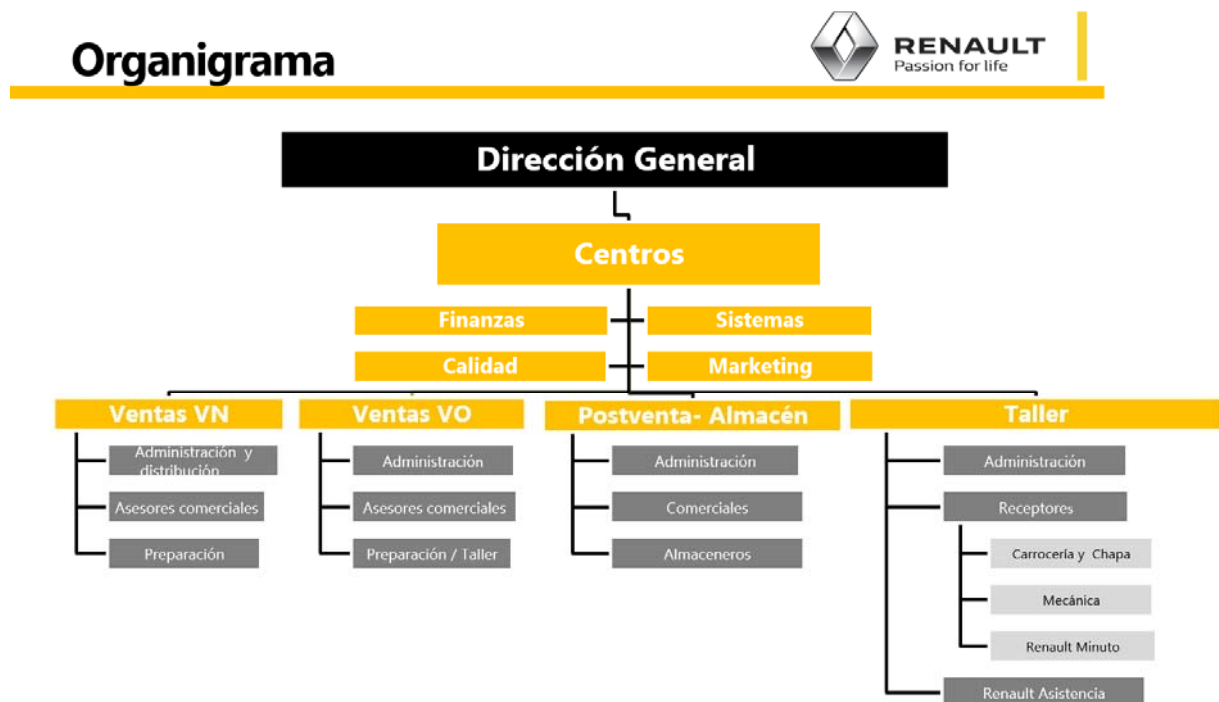 Organigrama
RENAULT
Passion for life
Dirección General
Centros
Finanzas
Sistemas
Calidad
Marketing
Ventas VN
Ventas VO
Postventa- Almacén
Taller
Administración y
distribución
Administración
Administración
Administración
Asesores comerciales
Asesores comerciales
Comerciales
Receptores
Preparación
Preparación / Taller
Almaceneros
Carrocería y Chapa
Mecánica
Renault Minuto
Renault Asistencia